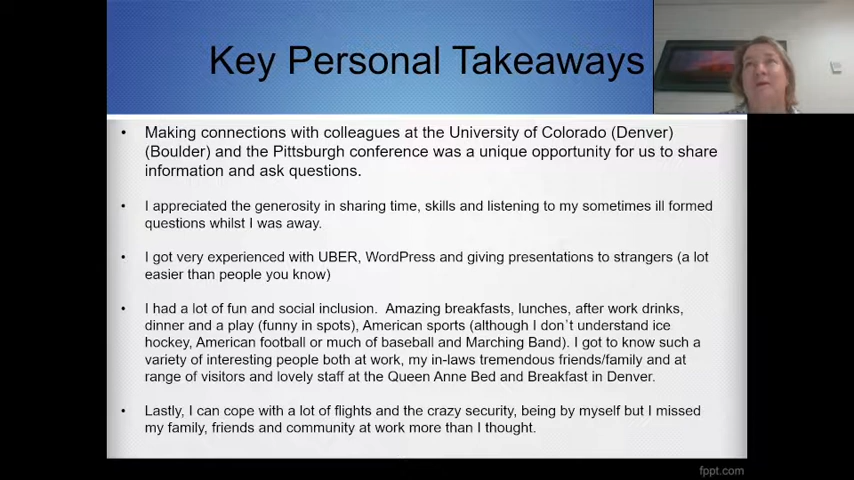 Key Personal Takeaways
• Making connections with colleagues at the University of Colorado (Denver)
(Boulder) and the Pittsburgh conference was a unique opportunity for us to share
information and ask questions.
• I appreciated the generosity in sharing time, skills and listening to my sometimes ill formed
questions whilst I was away.
• I got very experienced with UBER, WordPress and giving presentations to strangers (a lot
easier than people you know)
• I had a lot of fun and social inclusion.  Amazing breakfasts, lunches, after work drinks,
dinner and a play (funny in spots), American sports (although I don`t understand ice
hockey, American football or much of baseball and Marching Band). I got to know such a
variety of interesting people both at work, my in-laws tremendous friends/family and at
range of visitors and lovely staff at the Queen Anne Bed and Breakfast in Denver.
• Lastly, I can cope with a lot of flights and the crazy security, being by myself but I missed
my family, friends and community at work more than I thought.
fppt.com